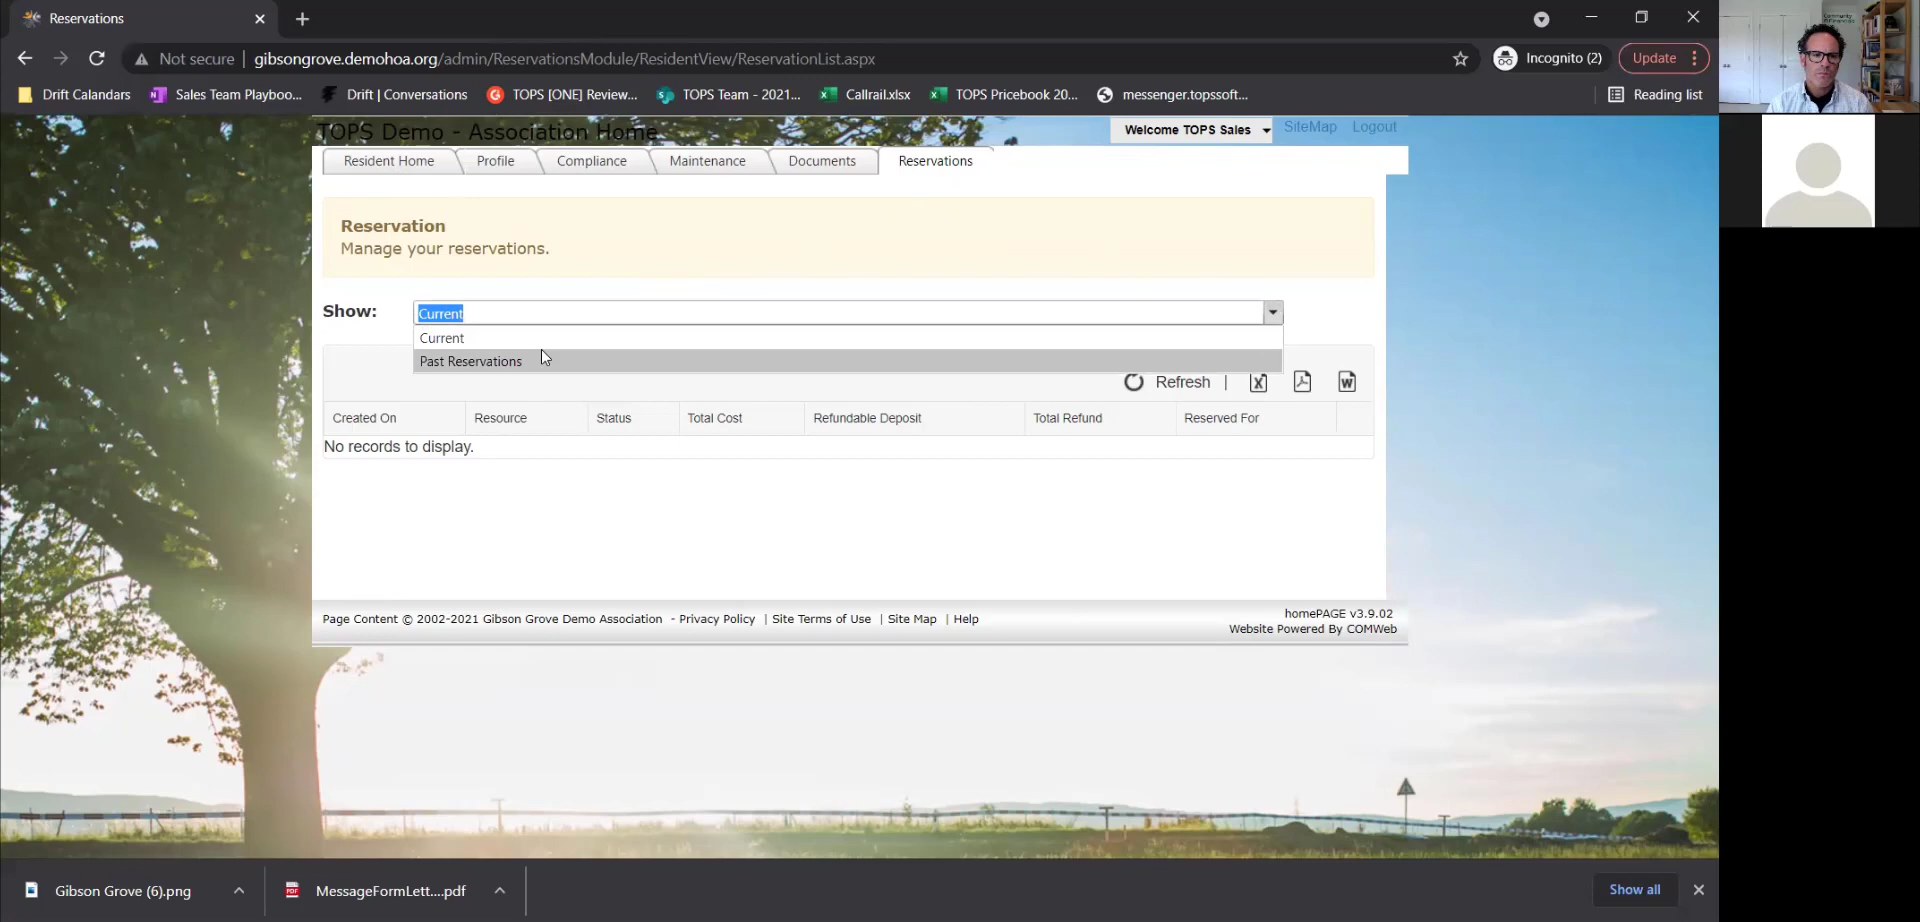 Reservations
Not secure
gibsongrove.demohoa.org/admin/ReservationsModule/ResidentView/ReservationList.aspx
Incognito (2)
Update
Drift Calandars
Sales Team Playboo...
Drift | Conversations
TOPS [ONE] Review...
TOPS Team - 2021...
Callrail.xlsx
TOPS Pricebook 20...
messenger.topssoft...
Reading list
TOPS Demo - Association Home
Welcome TOPS Sales
SiteMap
Logout
Resident Home
Profile
Compliance
Maintenance
Documents
Reservations
Reservation
Manage your reservations.
Show:
Current
Current
Past Reservations
Refresh |
Created On
Resource
Status
Total Cost
Refundable Deposit
Total Refund
Reserved For
No records to display.
Page Content © 2002-2021 Gibson Grove Demo Association - Privacy Policy | Site Terms of Use | Site Map | Help
homePAGE v3.9.02
Website Powered By COMWeb
Gibson Grove (6).png
MessageFormLett....pdf
Show all